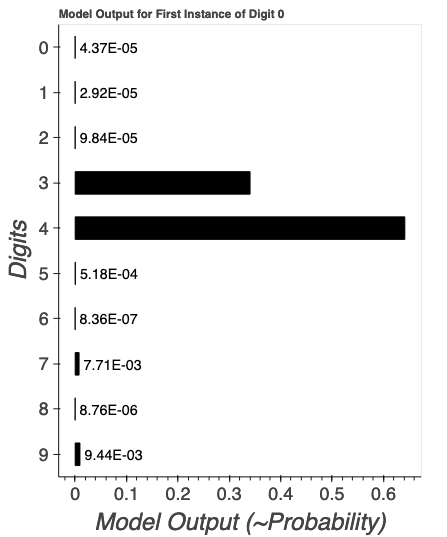 Model Output for First Instance of Digit 0
0 4.37E-05
1 2.92E-05
2 9.84E-05
3
4
5 5.18E-04
6 8.36E-07
7 7.71E-03
8 8.76E-06
9 9.44E-03
Digits
0 0.1 0.2 0.3 0.4 0.5 0.6
Model Output (~Probability)